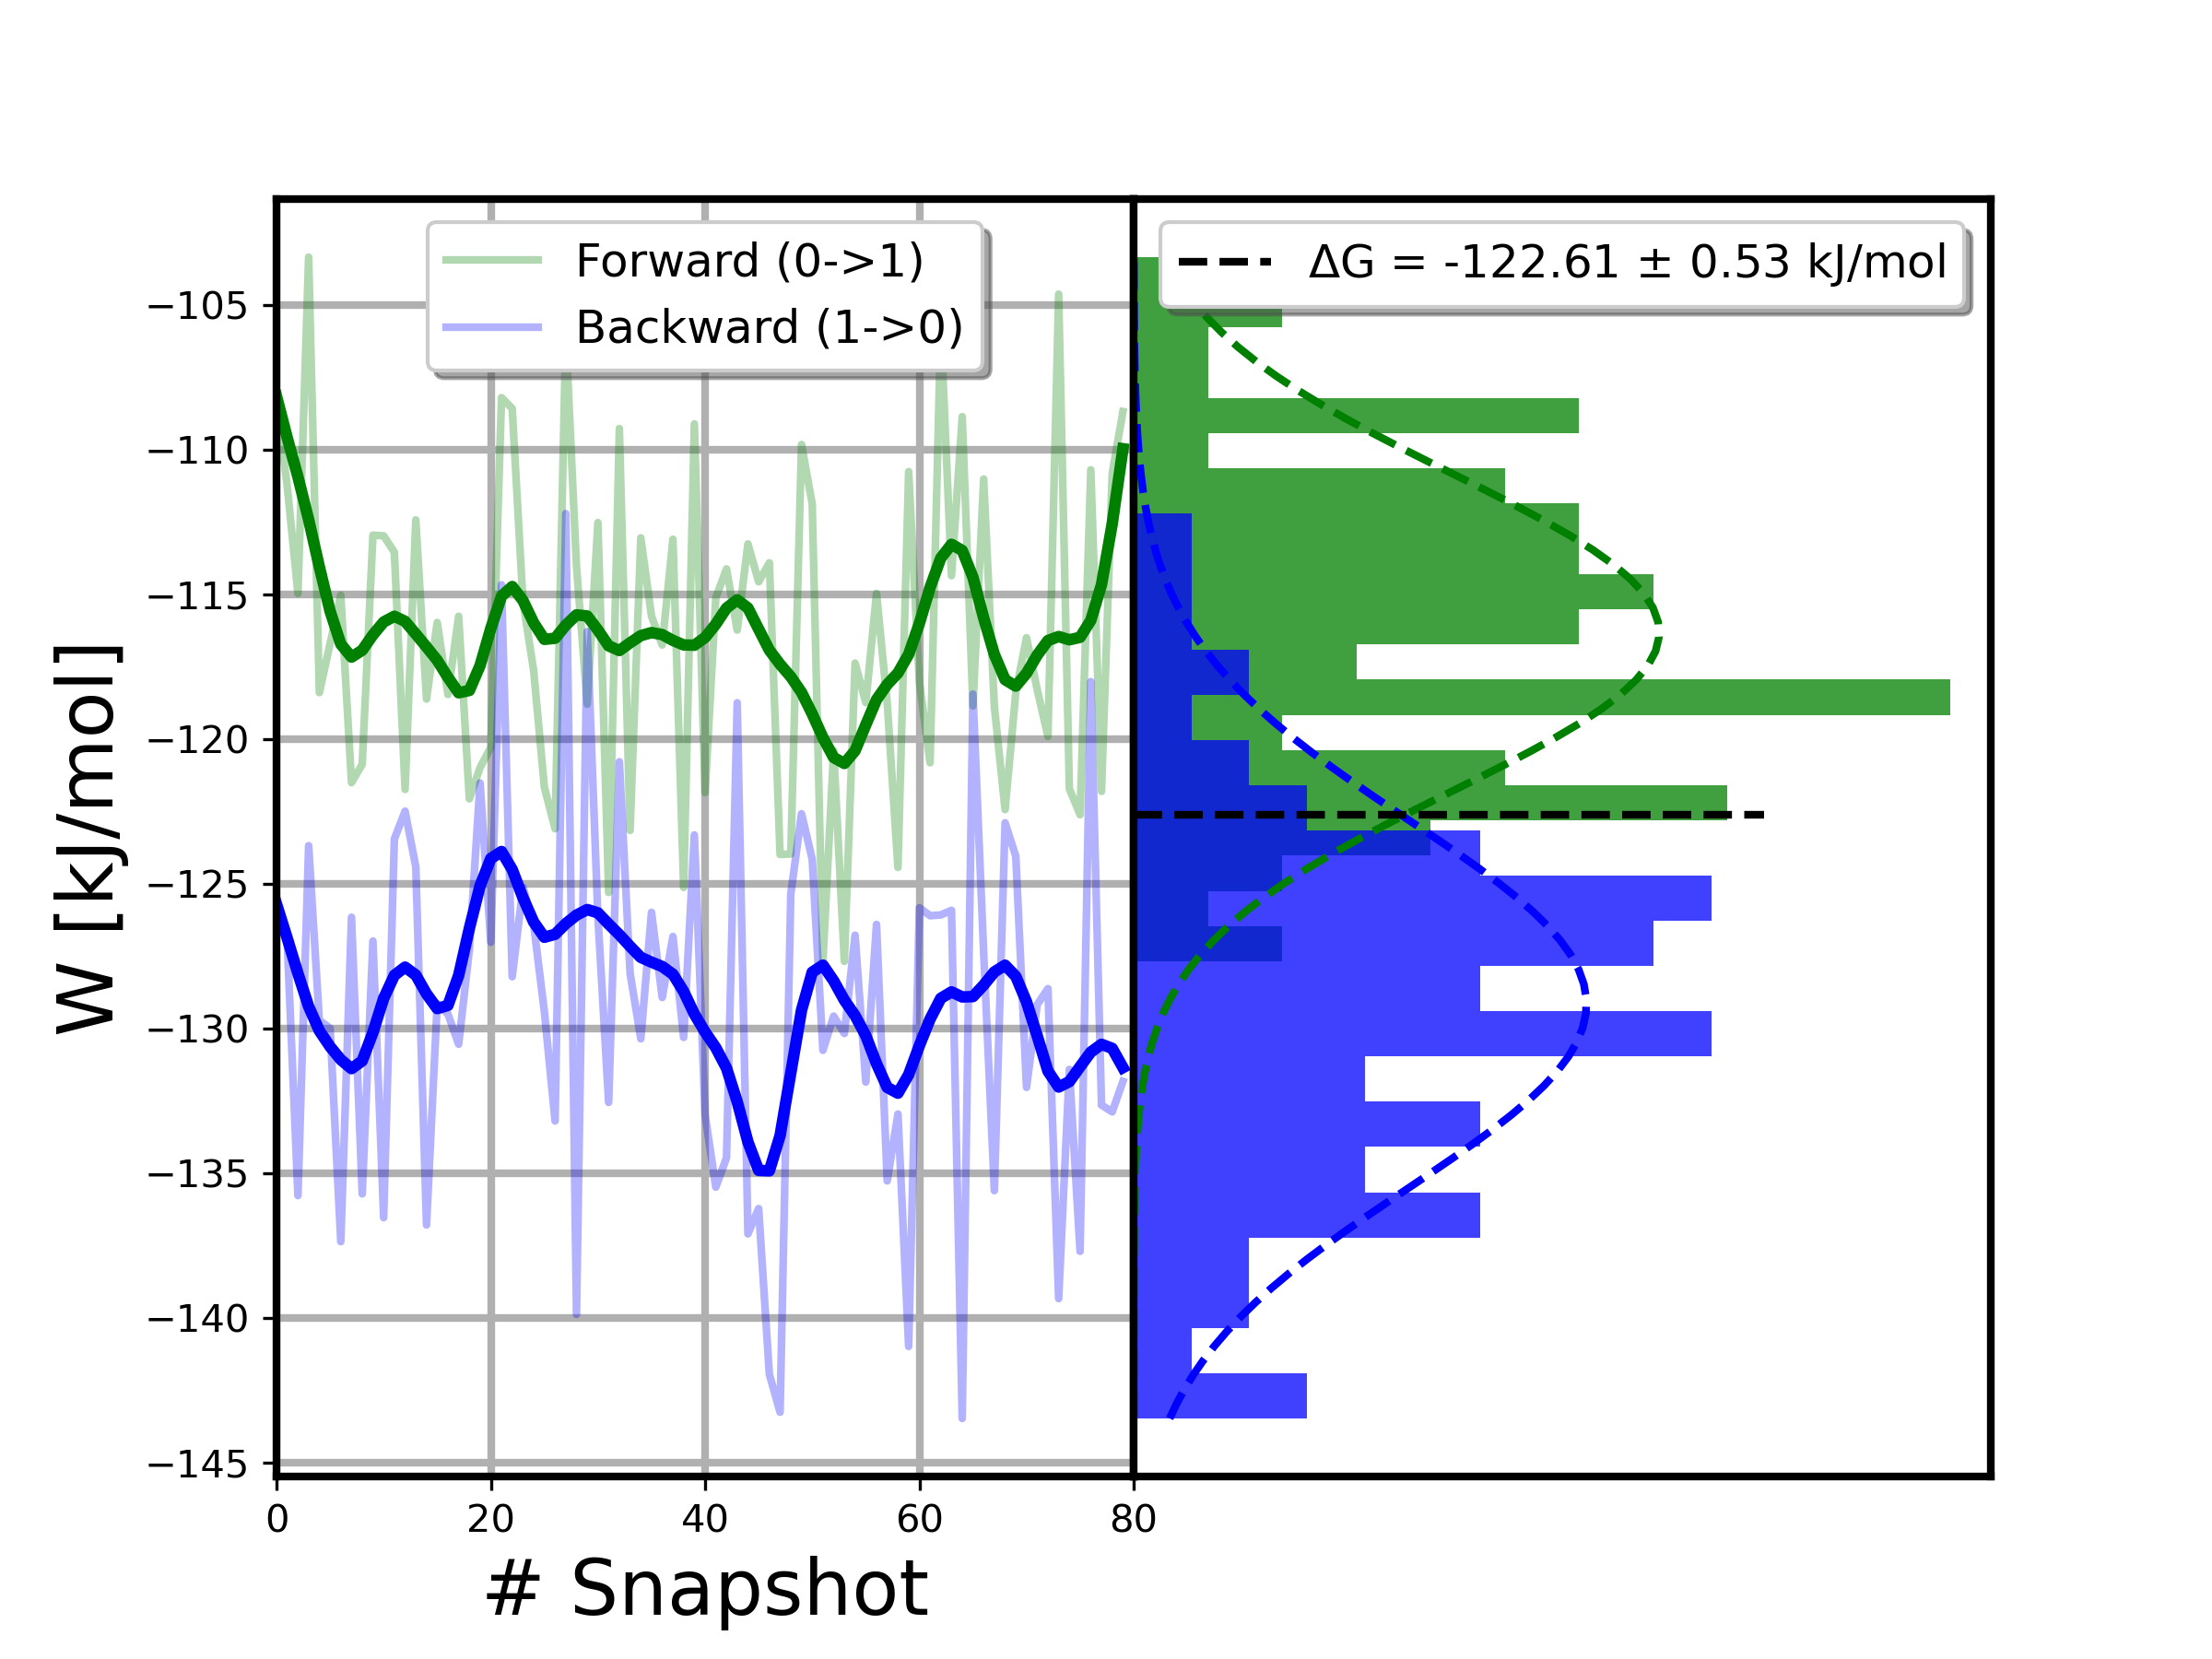 Forward (0->1)
Backward (1->0)
ΔG = -122.61 ± 0.53 kJ/mol
W [kJ/mol]
−105
−110
−115
−120
−125
−130
−135
−140
−145
0 20 40 60 80
# Snapshot